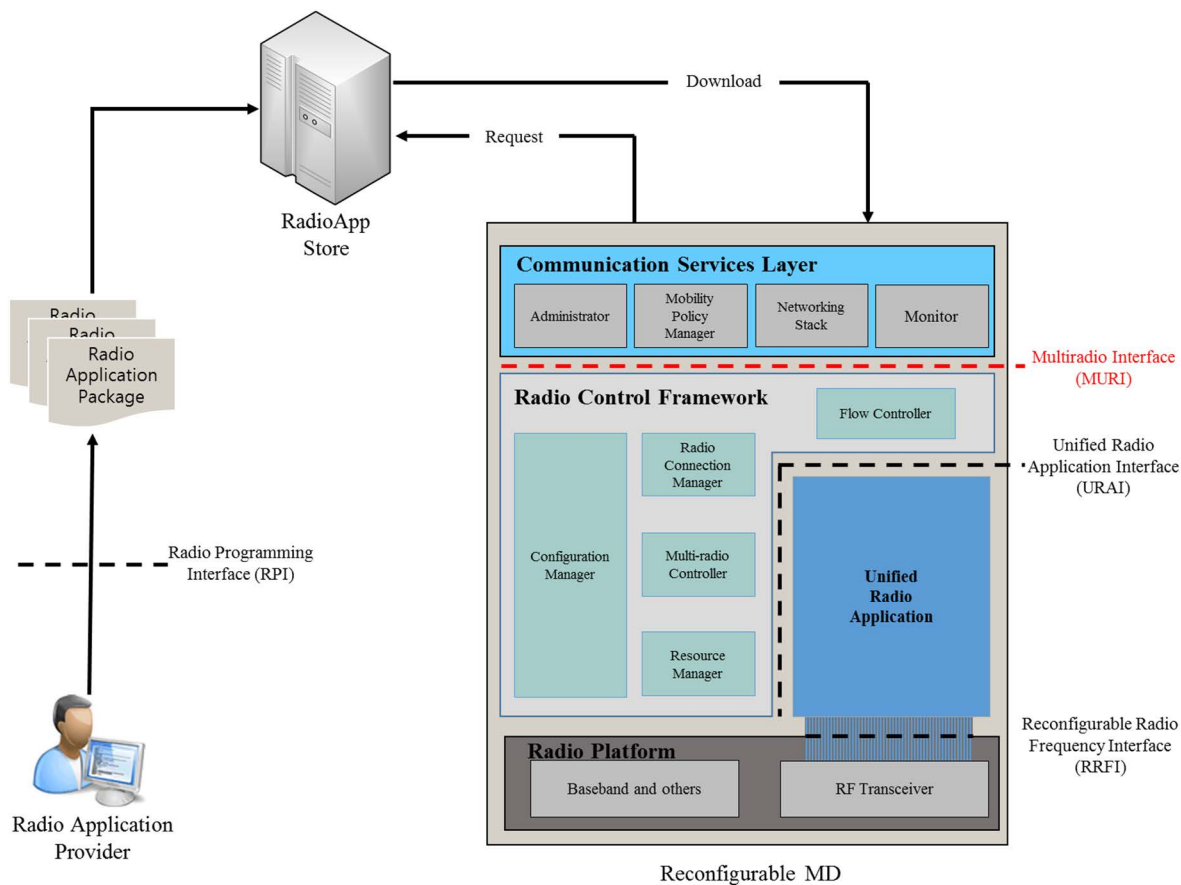 Download
Request
RadioApp
Store
Communication Services Layer
Administrator
Mobility
Policy
Manager
Networking
Stack
Monitor
Multiradio Interface
(MURI)
Radio
Radio
Radio
Application
Package
Radio Control Framework
Flow Controller
Radio
Connection
Manager
Unified Radio
Application Interface
(URAI)
Configuration
Manager
Multi-radio
Controller
Unified
Radio
Application
Radio Programming
Interface (RPI)
Resource
Manager
Reconfigurable Radio
Frequency Interface
(RRFI)
Radio Platform
Baseband and others
RF Transceiver
Radio Application
Provider
Reconfigurable MD